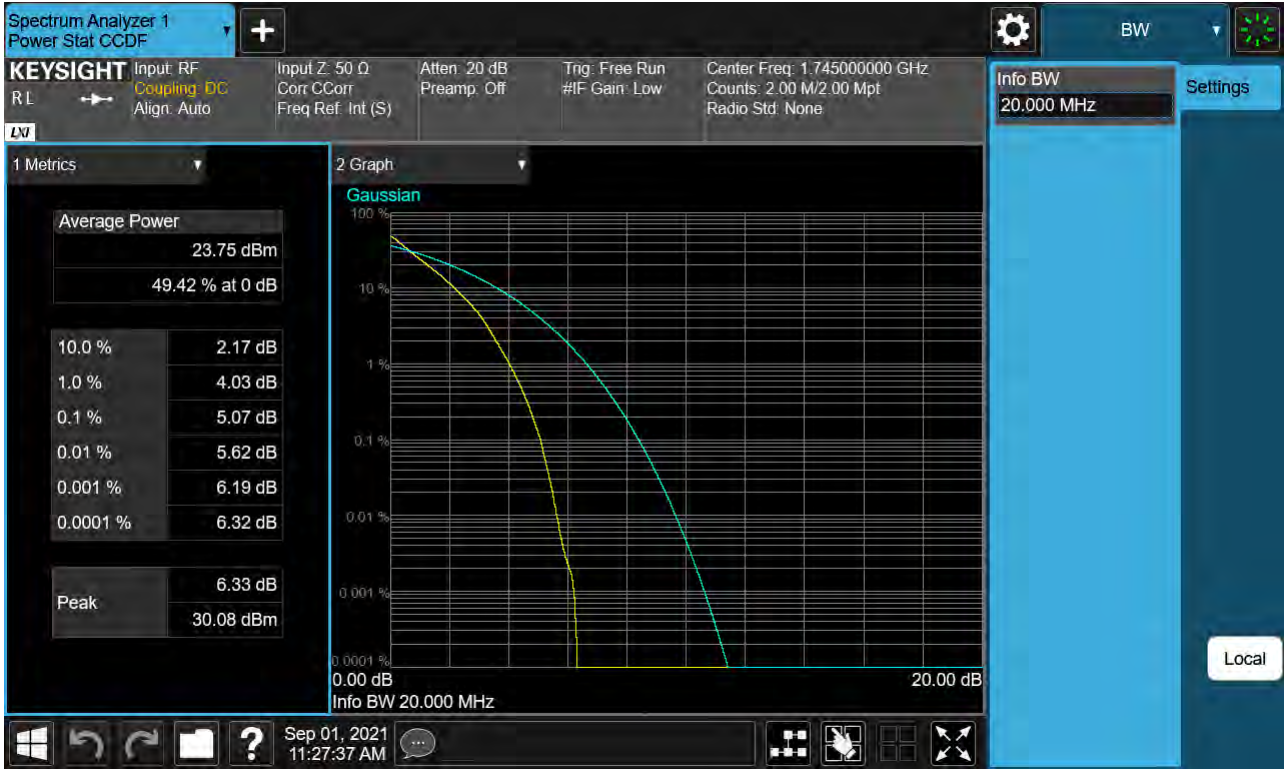 Spectrum Analyzer 1
Power Stat CCDF
+
BW
KEYSIGHT
R L
LXI
Input: RF
Coupling: DC
Align: Auto
Input Z: 50 Ω
Corr CCorr
Freq Ref: Int (S)
Atten: 20 dB
Preamp: Off
Trig: Free Run
#IF Gain: Low
Center Freq: 1.745000000 GHz
Counts: 2.00 M/2.00 Mpt
Radio Std: None
Info BW
20.000 MHz
Settings
1 Metrics
Average Power
23.75 dBm
49.42 % at 0 dB
10.0 % 2.17 dB
1.0 % 4.03 dB
0.1 % 5.07 dB
0.01 % 5.62 dB
0.001 % 6.19 dB
0.0001 % 6.32 dB
Peak
6.33 dB
30.08 dBm
2 Graph
Gaussian
100 %
10 %
1 %
0.1 %
0.01 %
0.001 %
0.0001 %
0.00 dB 20.00 dB
Info BW 20.000 MHz
Local
?
Sep 01, 2021
11:27:37 AM